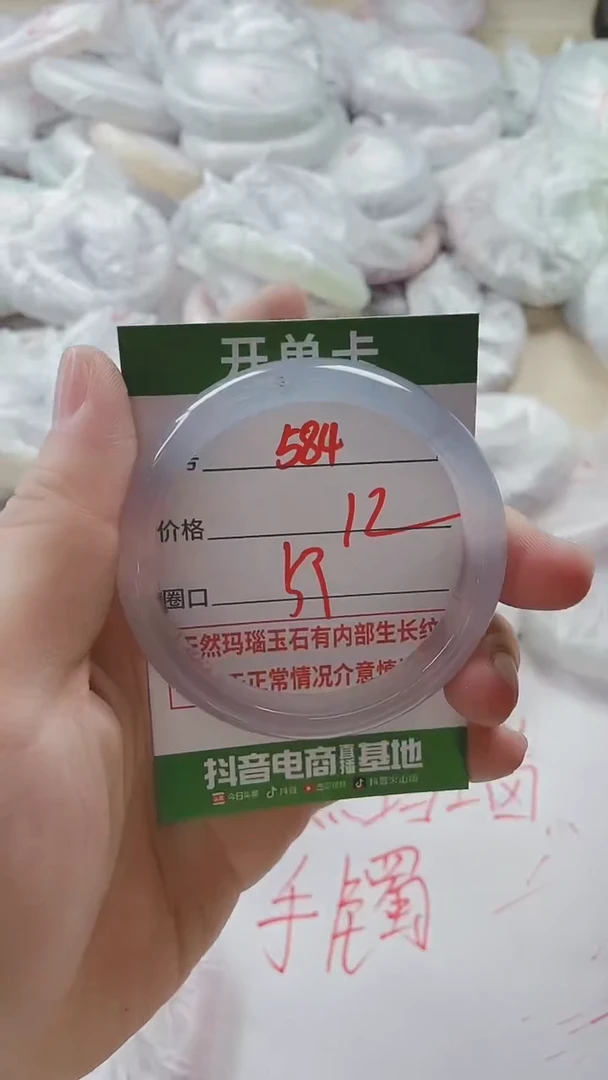 开单卡
584
价格 12
圈口 57
天然玛瑙玉石有内部生长纹
正常情况介意慎
抖音电商直播基地
今日头条 抖音 西瓜视频 抖音火山版
手镯